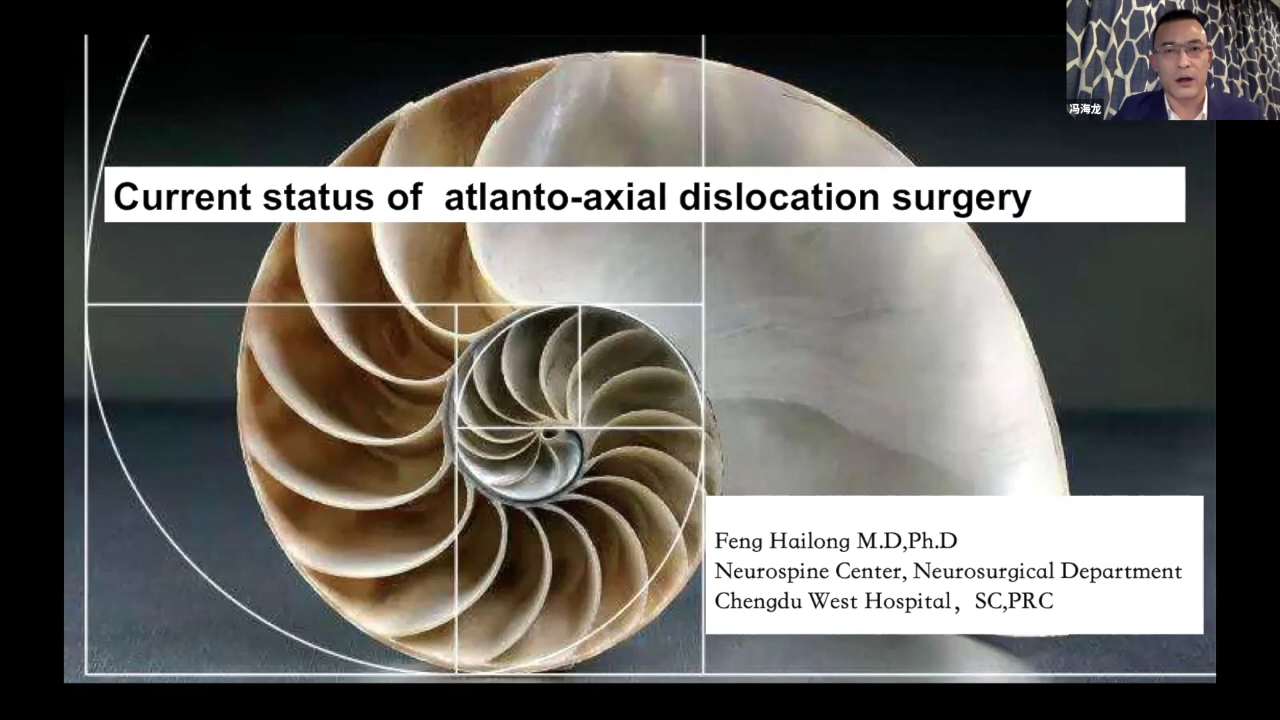 冯海龙
Current status of atlanto-axial dislocation surgery
Feng Hailong M.D,Ph.D
Neurospine Center, Neurosurgical Department
Chengdu West Hospital，SC,PRC